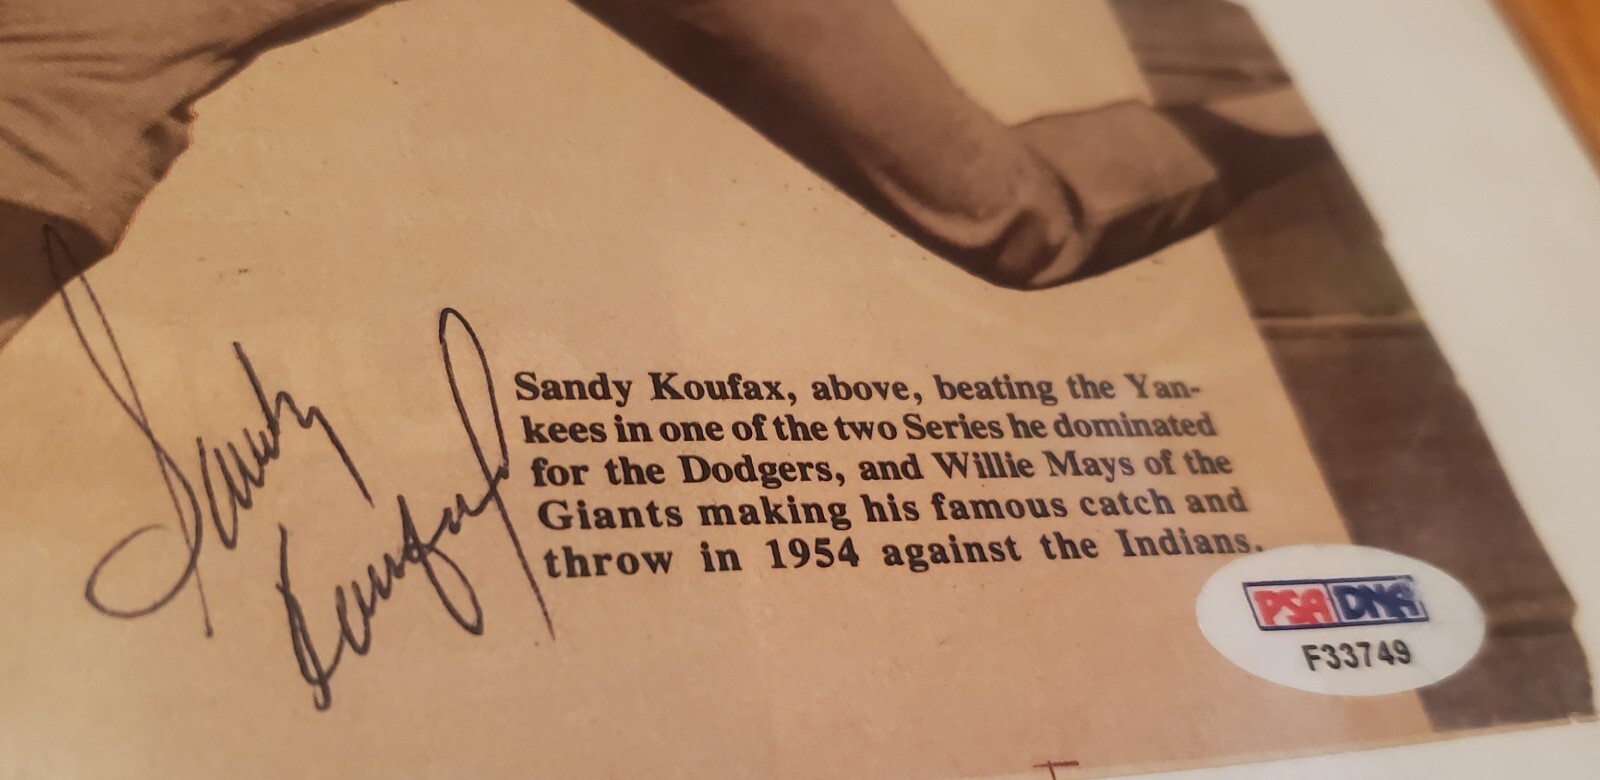 Sandy
Koufax
Sandy Koufax, above, beating the Yan-
kees in one of the two Series he dominated
for the Dodgers, and Willie Mays of the
Giants making his famous catch and
throw in 1954 against the Indians.
PSA DNA
F33749